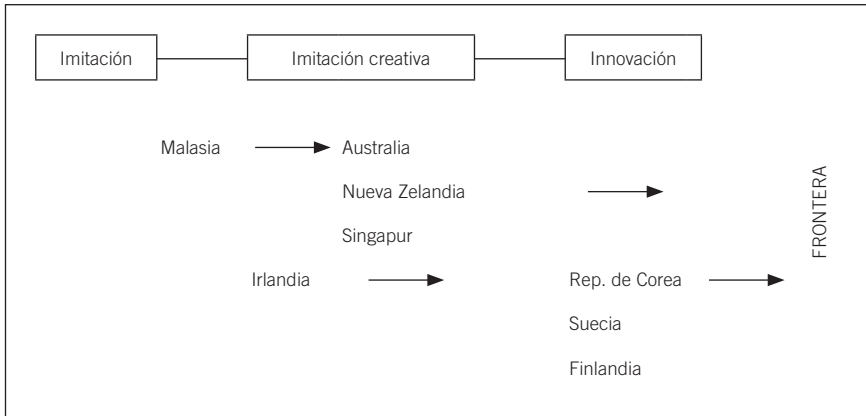 Imitación
Imitación creativa
Innovación
Malasia
Australia
Nueva Zelandia
Singapur
Irlandia
Rep. de Corea
Suecia
Finlandia
FRONTERA